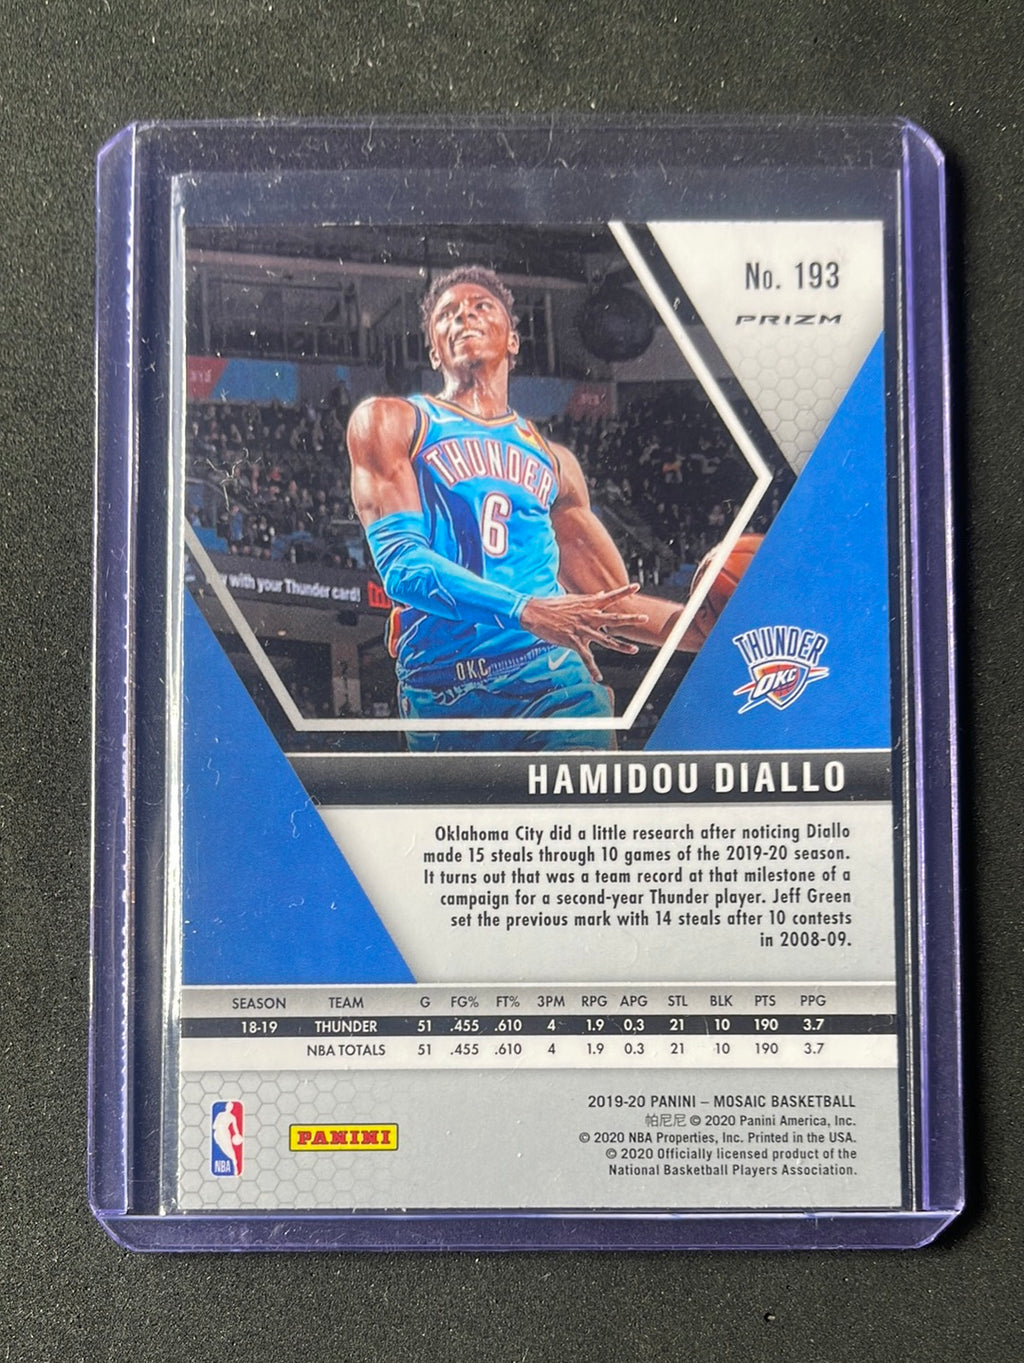 No. 193
PRIZM
THUNDER
6
with your Thunder card!
OKC
THUNDER
OKC
HAMIDOU DIALLO
Oklahoma City did a little research after noticing Diallo
made 15 steals through 10 games of the 2019-20 season.
It turns out that was a team record at that milestone of a
campaign for a second-year Thunder player. Jeff Green
set the previous mark with 14 steals after 10 contests
in 2008-09.
SEASON TEAM G FG% FT% 3PM RPG APG STL BLK PTS PPG
18-19 THUNDER 51 .455 .610 4 1.9 0.3 21 10 190 3.7
NBA TOTALS 51 .455 .610 4 1.9 0.3 21 10 190 3.7
2019-20 PANINI – MOSAIC BASKETBALL
帕尼尼 © 2020 Panini America, Inc.
© 2020 NBA Properties, Inc. Printed in the USA.
© 2020 Officially licensed product of the
National Basketball Players Association.
NBA
PANINI